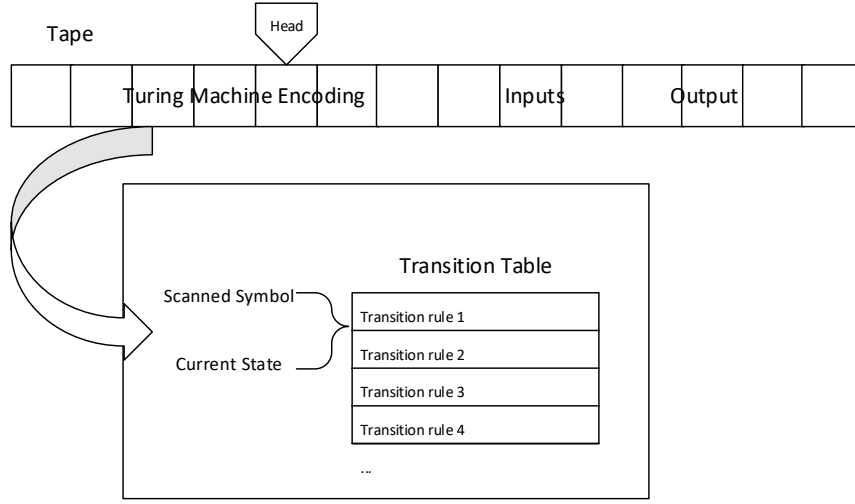 Head
Tape
Turing Machine Encoding Inputs Output
Transition Table
Scanned Symbol
Transition rule 1
Current State
Transition rule 2
Transition rule 3
Transition rule 4
...